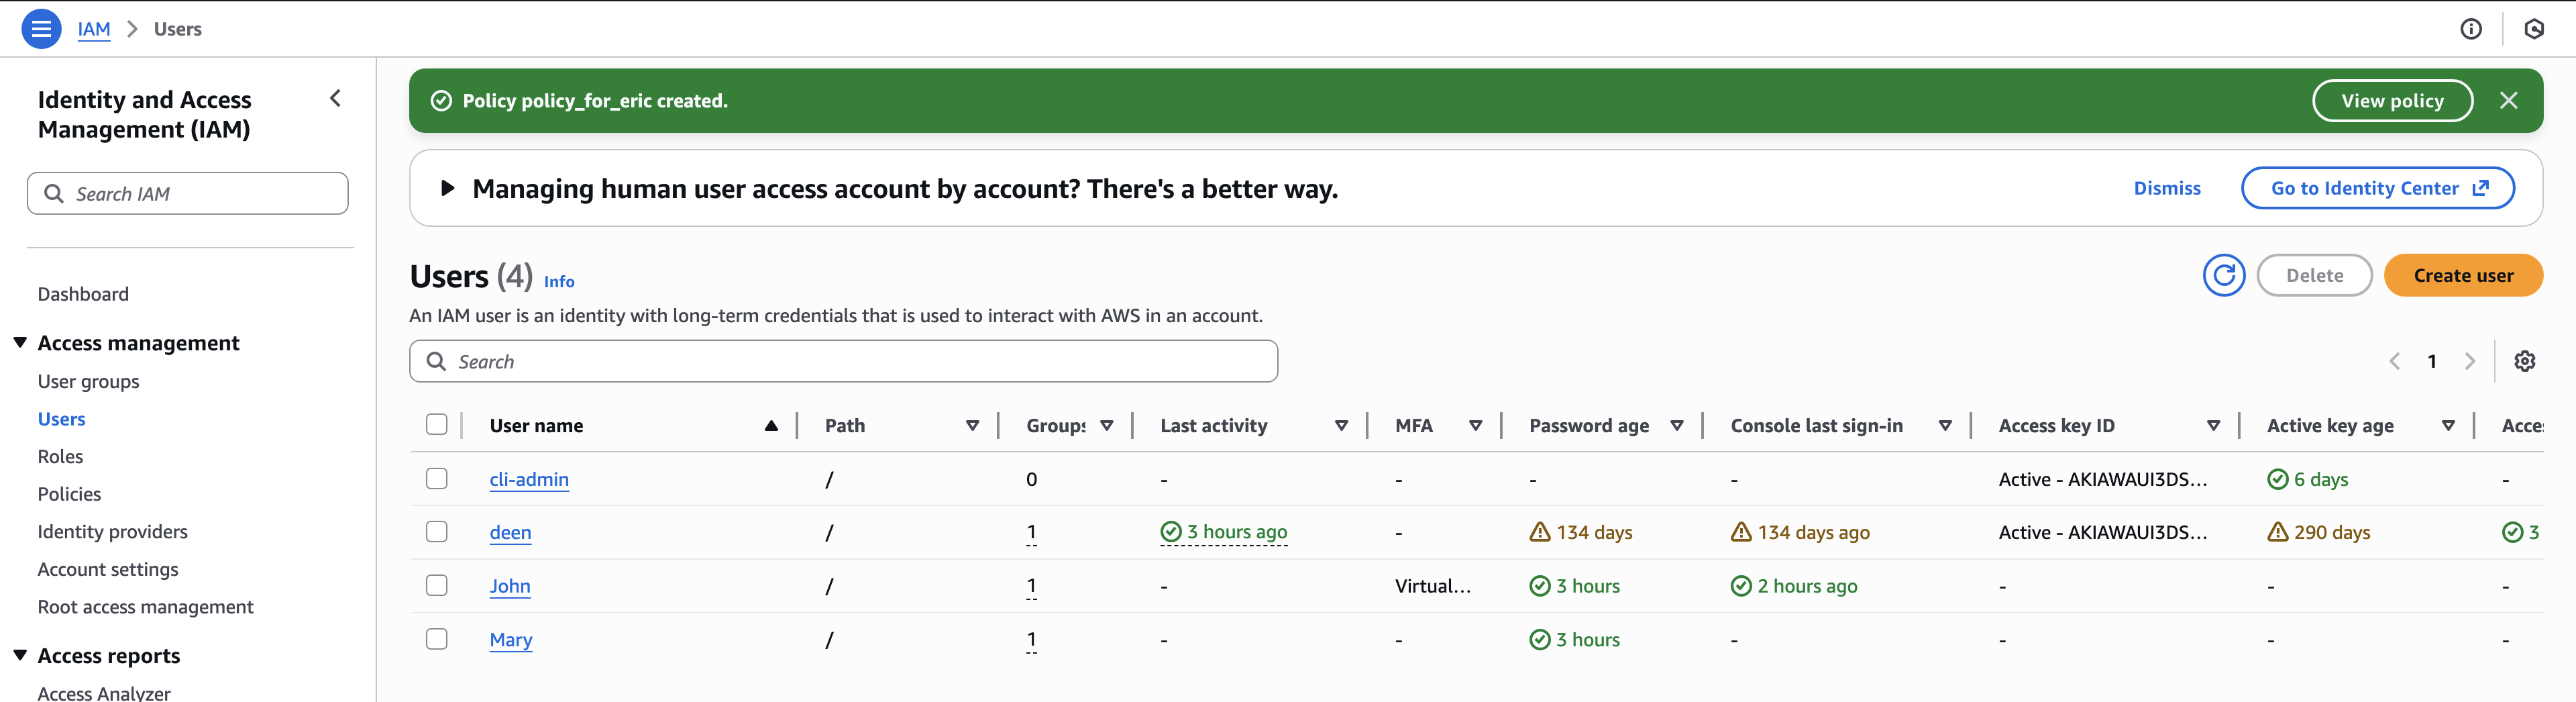 IAM > Users
Identity and Access
Management (IAM)
Search IAM
Dashboard
Access management
User groups
Users
Roles
Policies
Identity providers
Account settings
Root access management
Access reports
Access Analyzer
Policy policy_for_eric created.
View policy
Managing human user access account by account? There's a better way.
Dismiss
Go to Identity Center
Users (4) Info
Delete
Create user
An IAM user is an identity with long-term credentials that is used to interact with AWS in an account.
Search
1
User name Path Groups Last activity MFA Password age Console last sign-in Access key ID Active key age Acce
cli-admin / 0 - - - - Active - AKIAWAUI3DS... 6 days -
deen / 1 3 hours ago - 134 days 134 days ago Active - AKIAWAUI3DS... 290 days 3
John / 1 - Virtual... 3 hours 2 hours ago - - -
Mary / 1 - - 3 hours - - - -